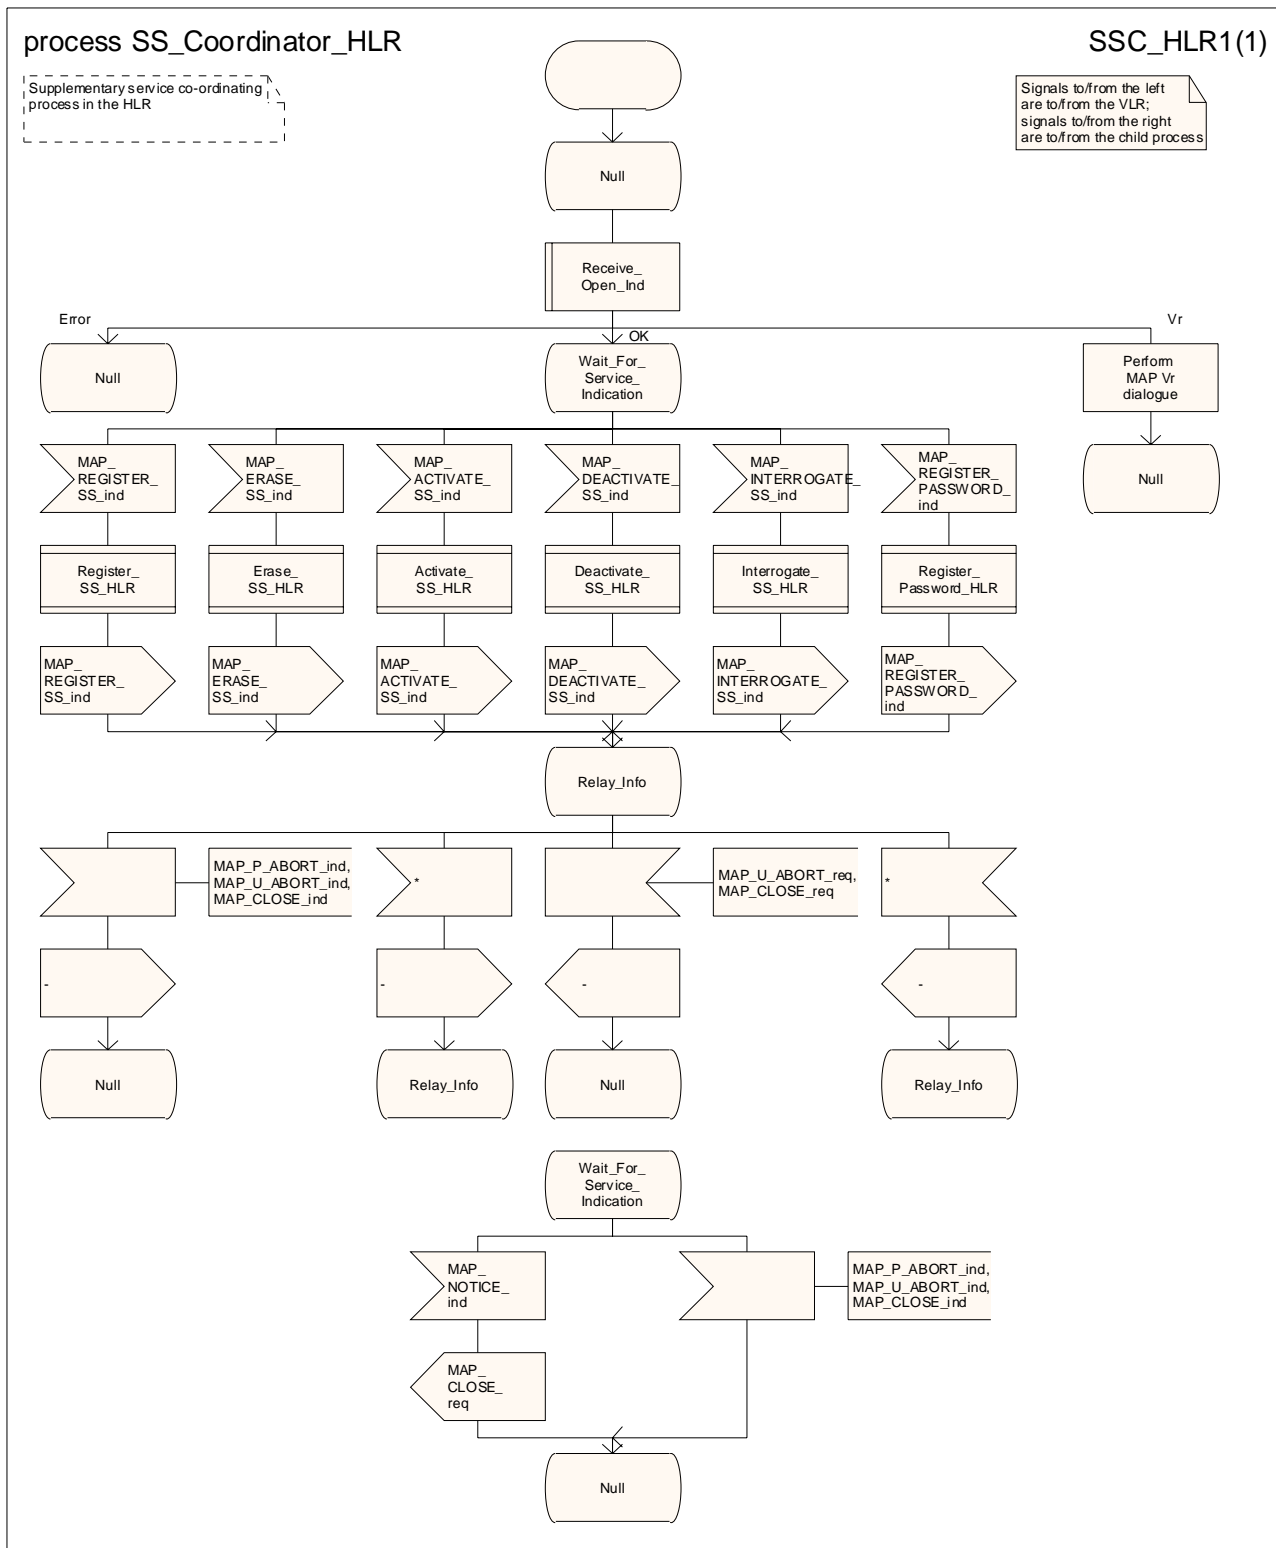 process SS_Coordinator_HLR
SSC_HLR1(1)
Supplementary service co-ordinating
process in the HLR
Signals to/from the left
are to/from the VLR;
signals to/from the right
are to/from the child process
Null
Receive_
Open_Ind
Error
OK
Vr
Null
Wait_For_
Service_
Indication
Perform
MAP Vr
dialogue
MAP_
REGISTER_
SS_ind
MAP_
ERASE_
SS_ind
MAP_
ACTIVATE_
SS_ind
MAP_
DEACTIVATE_
SS_ind
MAP_
INTERROGATE_
SS_ind
MAP_
REGISTER_
PASSWORD_
ind
Null
Register_
SS_HLR
Erase_
SS_HLR
Activate_
SS_HLR
Deactivate_
SS_HLR
Interrogate_
SS_HLR
Register_
Password_HLR
MAP_
REGISTER_
SS_ind
MAP_
ERASE_
SS_ind
MAP_
ACTIVATE_
SS_ind
MAP_
DEACTIVATE_
SS_ind
MAP_
INTERROGATE_
SS_ind
MAP_
REGISTER_
PASSWORD_
ind
Relay_Info
MAP_P_ABORT_ind,
MAP_U_ABORT_ind,
MAP_CLOSE_ind
*
MAP_U_ABORT_req,
MAP_CLOSE_req
*
-
-
-
-
Null
Relay_Info
Null
Relay_Info
Wait_For_
Service_
Indication
MAP_
NOTICE_
ind
MAP_P_ABORT_ind,
MAP_U_ABORT_ind,
MAP_CLOSE_ind
MAP_
CLOSE_
req
Null